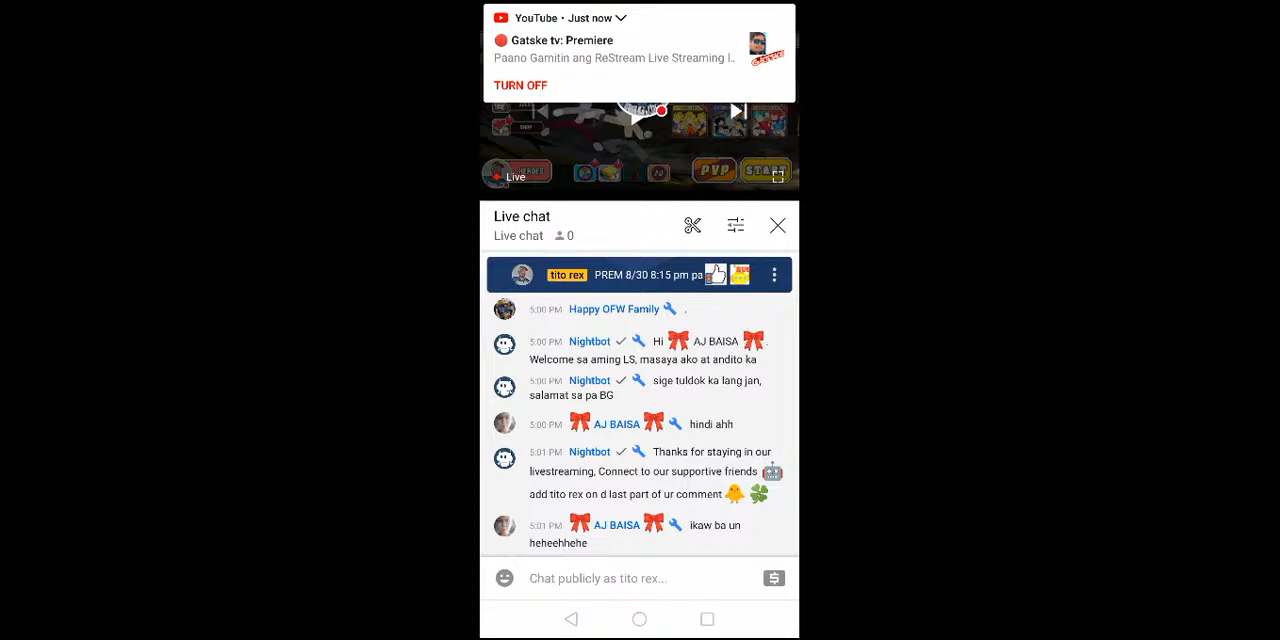 YouTube • Just now
Gatske tv: Premiere
Paano Gamitin ang ReStream Live Streaming I..
TURN OFF
SHOP
HEROES
PVP
START
Live
Live chat
Live chat 0
tito rex PREM 8/30 8:15 pm pa
5:00 PM Happy OFW Family .
5:00 PM Nightbot Hi AJ BAISA .
Welcome sa aming LS, masaya ako at andito ka
5:00 PM Nightbot sige tuldok ka lang jan,
salamat sa pa BG
5:00 PM AJ BAISA hindi ahh
5:01 PM Nightbot Thanks for staying in our
livestreaming, Connect to our supportive friends
add tito rex on d last part of ur comment
5:01 PM AJ BAISA ikaw ba un
heheehhehe
Chat publicly as tito rex...